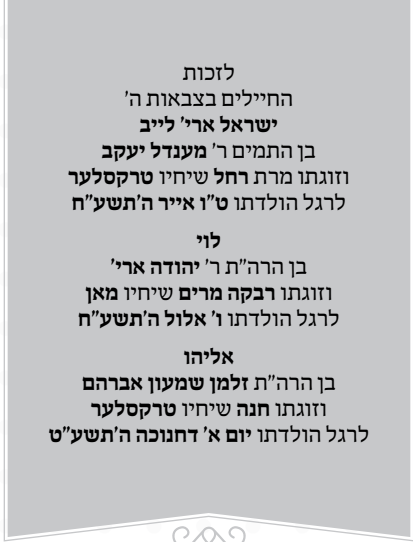 לזכות
החיילים בצבאות ה'
ישראל ארי' לייב
בן התמים ר' מענדל יעקב
וזוגתו מרת רחל שיחיו טרקסלער
לרגל הולדתו ט"ו אייר ה'תשע"ח
לוי
בן הרה"ת ר' יהודה ארי'
וזוגתו רבקה מרים שיחיו מאן
לרגל הולדתו ו' אלול ה'תשע"ח
אליהו
בן הרה"ת זלמן שמעון אברהם
וזוגתו חנה שיחיו טרקסלער
לרגל הולדתו יום א' דחנוכה ה'תשע"ט